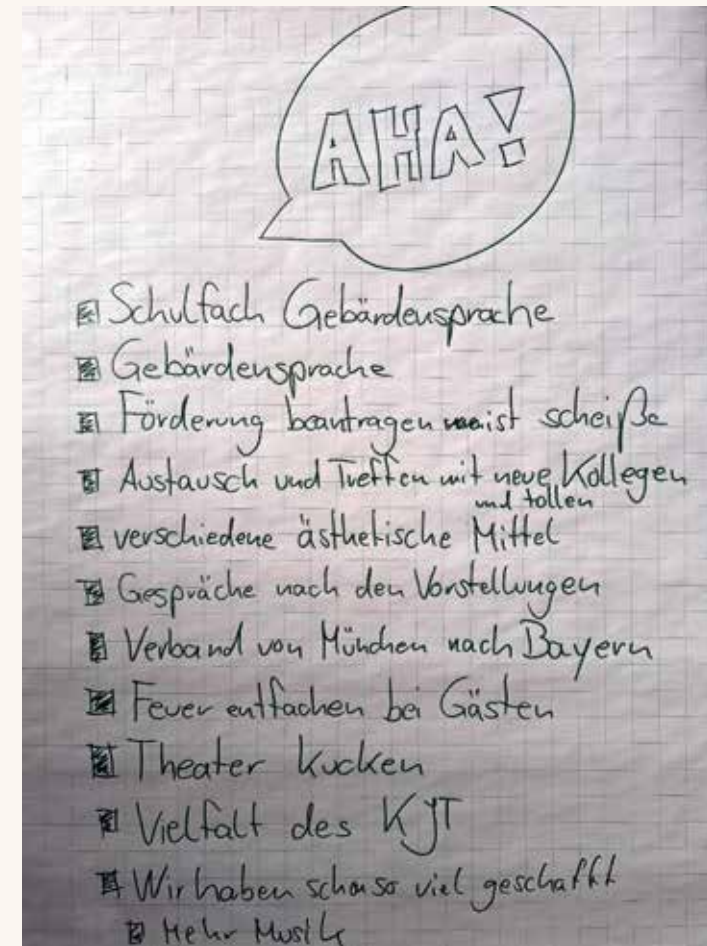 AHA!
Schulfach Gebärdensprache
Gebärdensprache
Förderung beantragen ist scheiße
Austausch und Treffen mit neue Kollegen
und tollen
verschiedene ästhetische Mittel
Gespräche nach den Vorstellungen
Verband von München nach Bayern
Feuer entfachen bei Gästen
Theater kucken
Vielfalt des KJT
Wir haben schon so viel geschafft
Mehr Musik